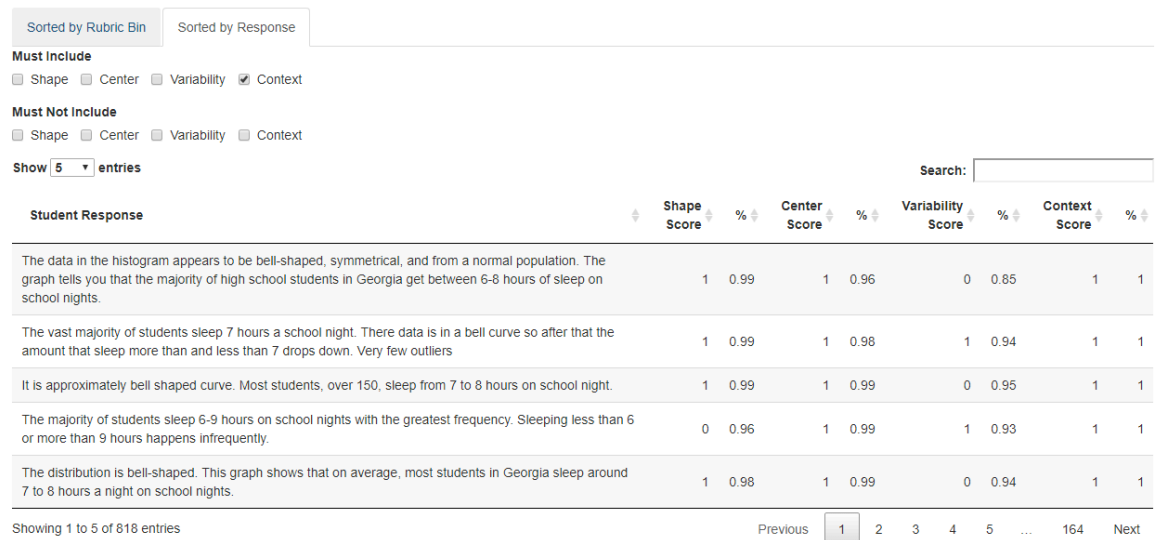 Sorted by Rubric Bin Sorted by Response
Must Include
Shape Center Variability Context
Must Not Include
Shape Center Variability Context
Show 5 entries
Search:
Student Response Shape Score % Center Score % Variability Score % Context Score %
The data in the histogram appears to be bell-shaped, symmetrical, and from a normal population. The
graph tells you that the majority of high school students in Georgia get between 6-8 hours of sleep on
school nights.
1 0.99 1 0.96 0 0.85 1 1
The vast majority of students sleep 7 hours a school night. There data is in a bell curve so after that the
amount that sleep more than and less than 7 drops down. Very few outliers
1 0.99 1 0.98 1 0.94 1 1
It is approximately bell shaped curve. Most students, over 150, sleep from 7 to 8 hours on school night.
1 0.99 1 0.99 0 0.95 1 1
The majority of students sleep 6-9 hours on school nights with the greatest frequency. Sleeping less than 6
or more than 9 hours happens infrequently.
0 0.96 1 0.99 1 0.93 1 1
The distribution is bell-shaped. This graph shows that on average, most students in Georgia sleep around
7 to 8 hours a night on school nights.
1 0.98 1 0.99 0 0.94 1 1
Showing 1 to 5 of 818 entries
Previous 1 2 3 4 5 ... 164 Next